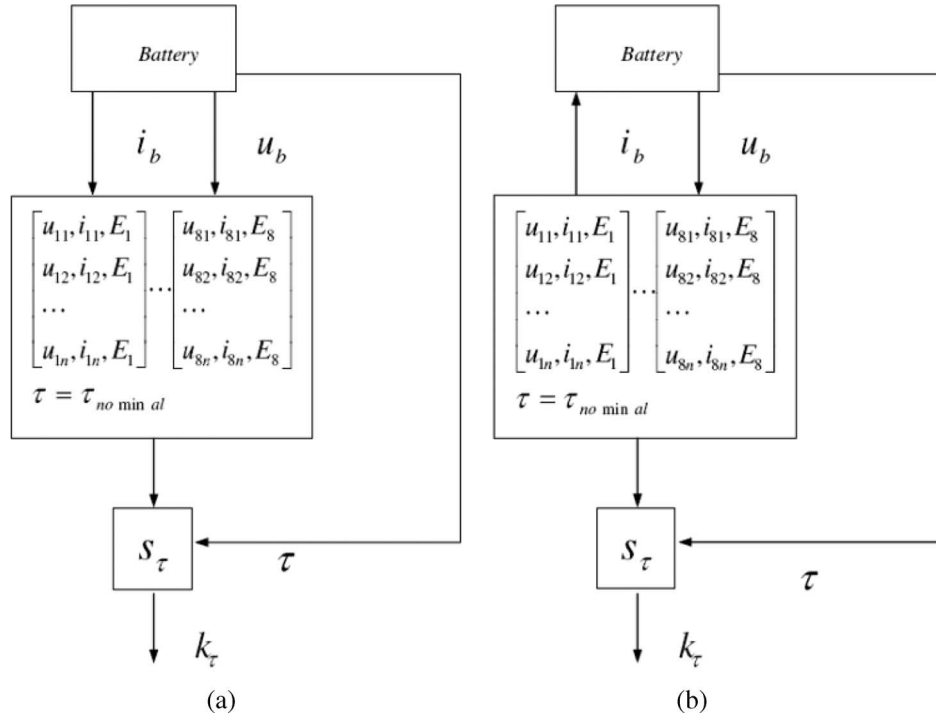 Battery
i_b
u_b
u_11, i_11, E_1
u_12, i_12, E_1
...
u_1n, i_1n, E_1
...
u_81, i_81, E_8
u_82, i_82, E_8
...
u_8n, i_8n, E_8
τ = τ_no min al
s_τ
τ
k_τ
(a)
Battery
i_b
u_b
u_11, i_11, E_1
u_12, i_12, E_1
...
u_1n, i_1n, E_1
...
u_81, i_81, E_8
u_82, i_82, E_8
...
u_8n, i_8n, E_8
τ = τ_no min al
s_τ
τ
k_τ
(b)